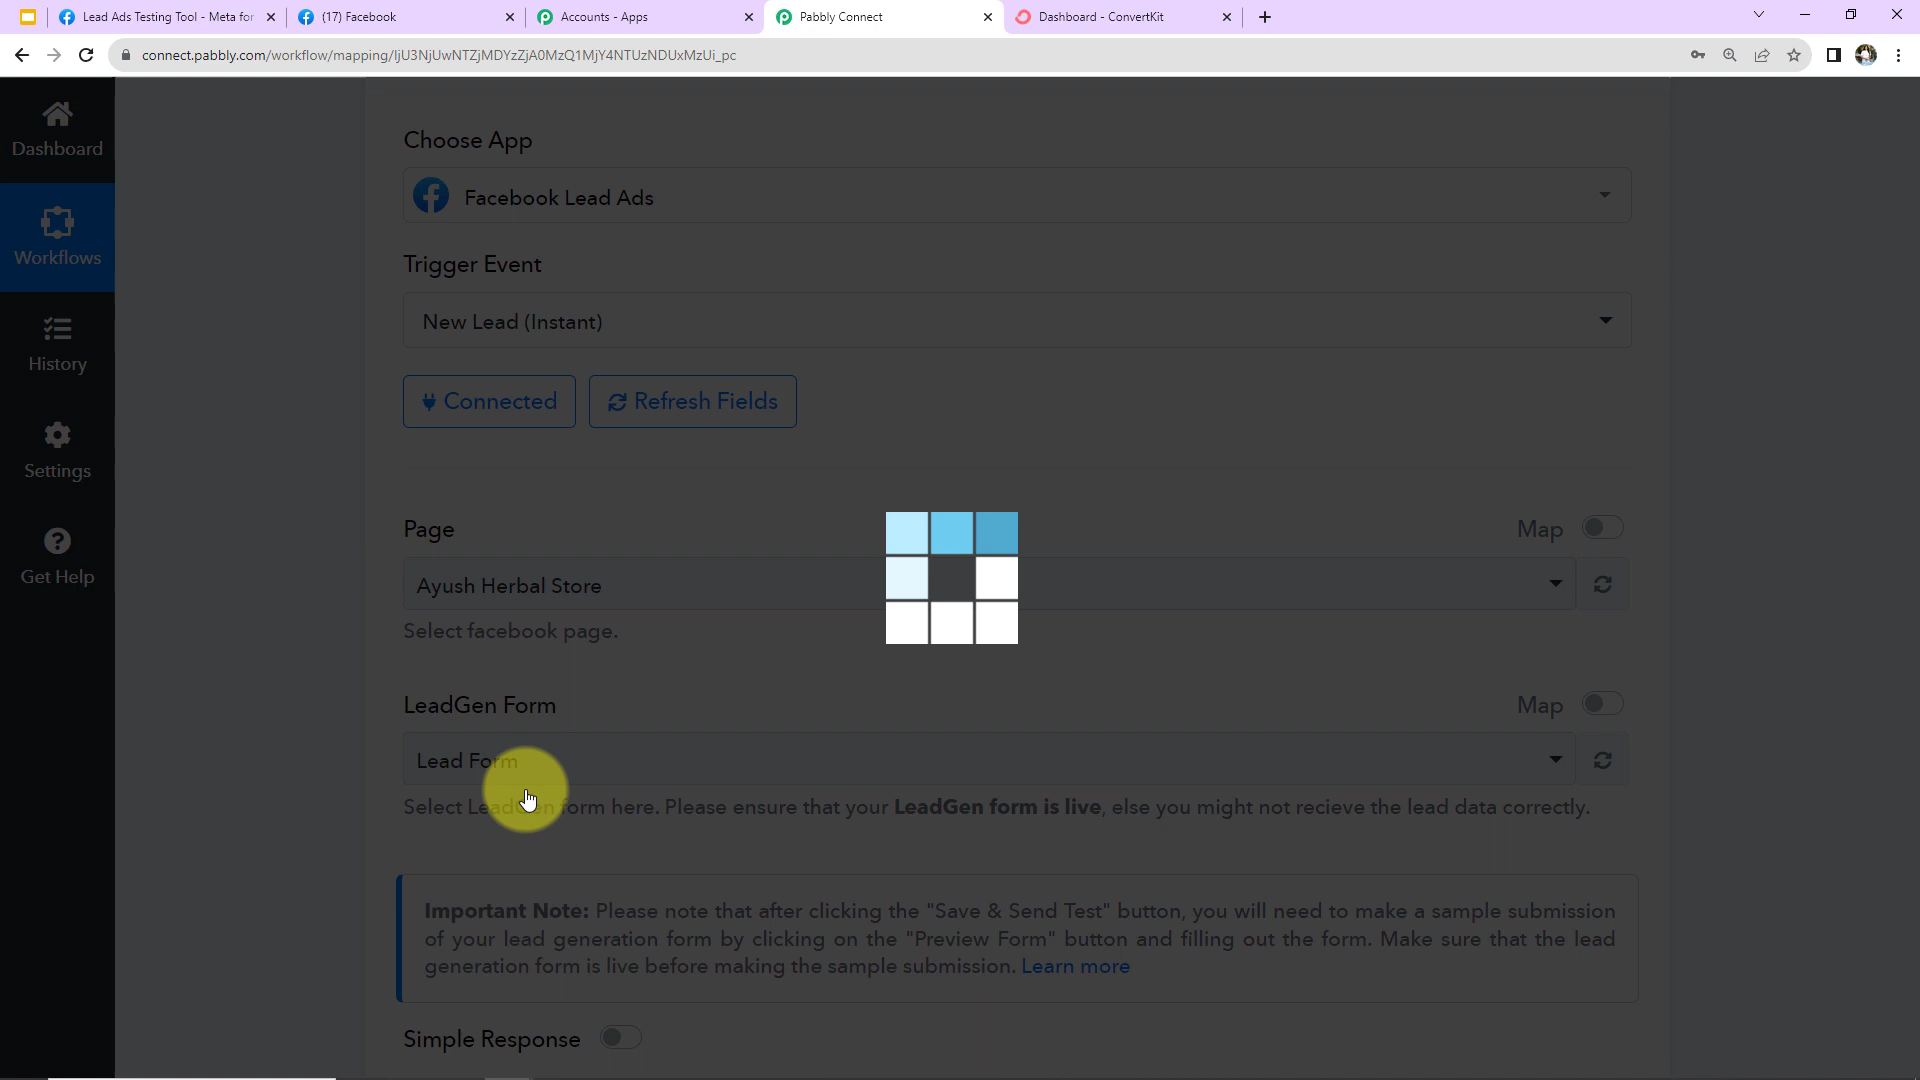 Lead Ads Testing Tool - Meta for
(17) Facebook
Accounts - Apps
Pabbly Connect
Dashboard - ConvertKit
connect.pabbly.com/workflow/mapping/IjU3NjUwNTZjMDYzZjA0MzQ1MjY4NTUzNDUxMzUi_pc
Dashboard
Workflows
History
Settings
Get Help
Choose App
Facebook Lead Ads
Trigger Event
New Lead (Instant)
Connected
Refresh Fields
Page
Map
Ayush Herbal Store
Select facebook page.
LeadGen Form
Map
Lead Form
Select LeadGen form here. Please ensure that your LeadGen form is live, else you might not recieve the lead data correctly.
Important Note: Please note that after clicking the "Save & Send Test" button, you will need to make a sample submission
of your lead generation form by clicking on the "Preview Form" button and filling out the form. Make sure that the lead
generation form is live before making the sample submission. Learn more
Simple Response